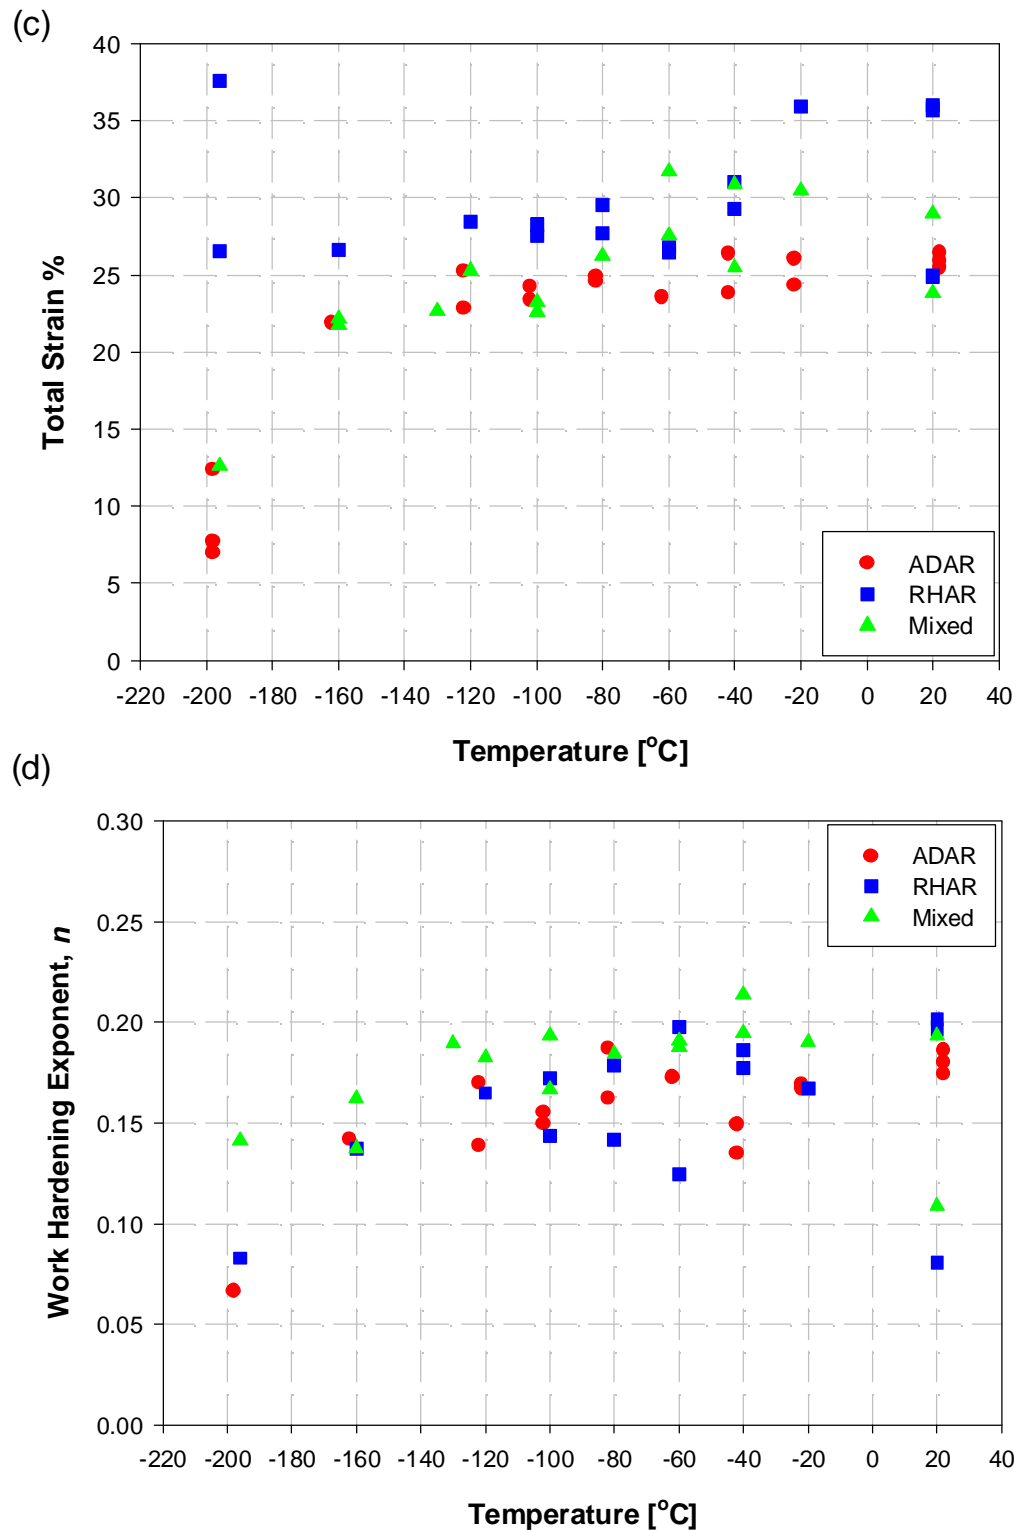 (c)
40
35
30
25
20
15
10
5
0
Total Strain %
ADAR
RHAR
Mixed
-220 -200 -180 -160 -140 -120 -100 -80 -60 -40 -20 0 20 40
Temperature [°C]
(d)
0.30
0.25
0.20
0.15
0.10
0.05
0.00
Work Hardening Exponent, n
ADAR
RHAR
Mixed
-220 -200 -180 -160 -140 -120 -100 -80 -60 -40 -20 0 20 40
Temperature [°C]